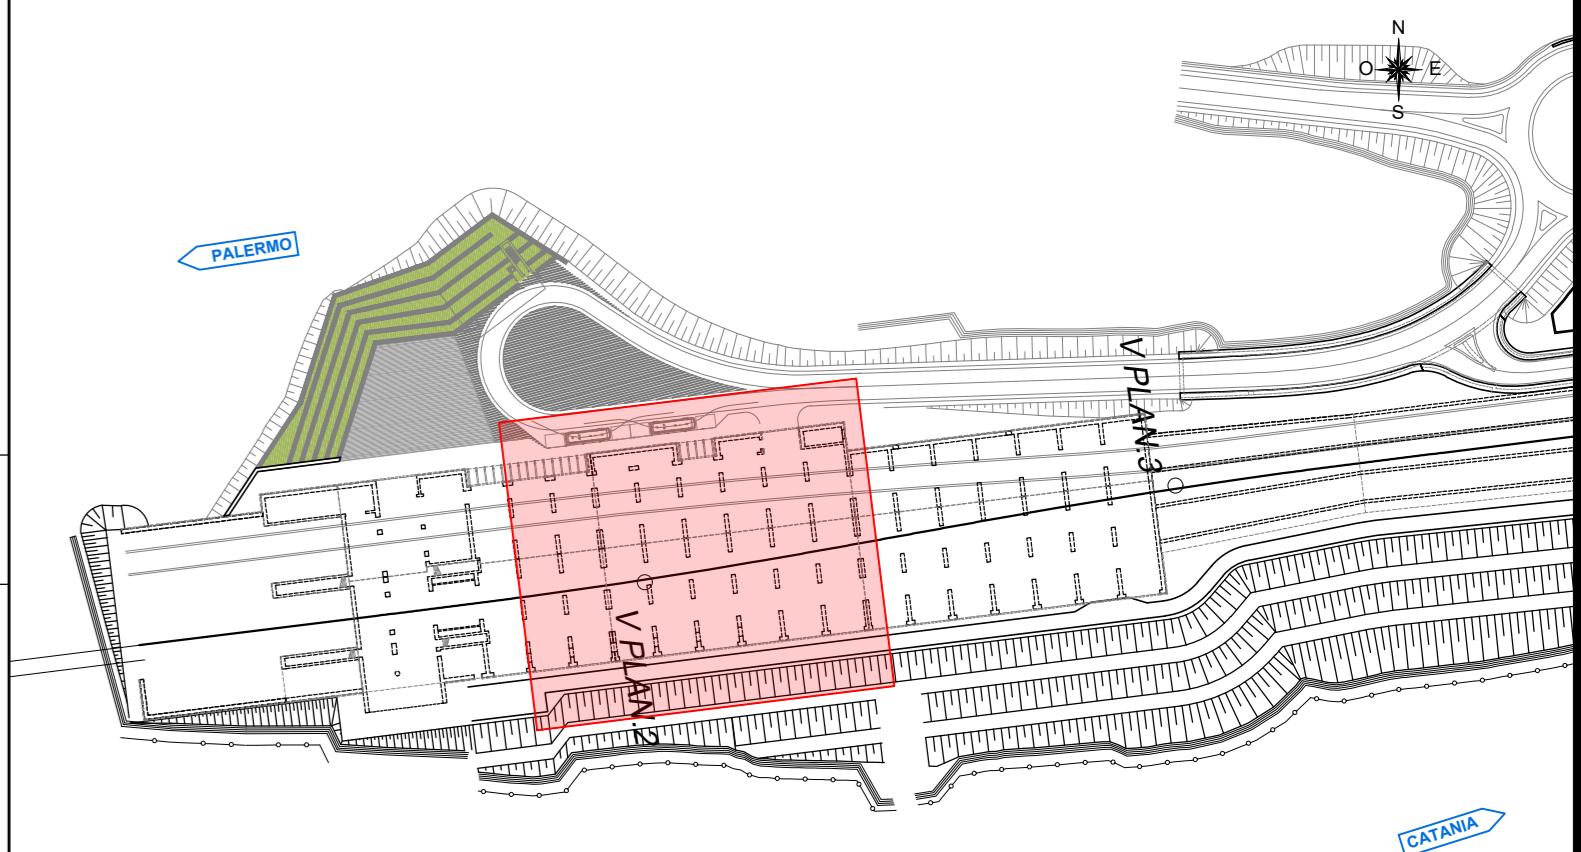 N
O E
S
PALERMO
V PLAN.3
V PLAN.2
CATANIA